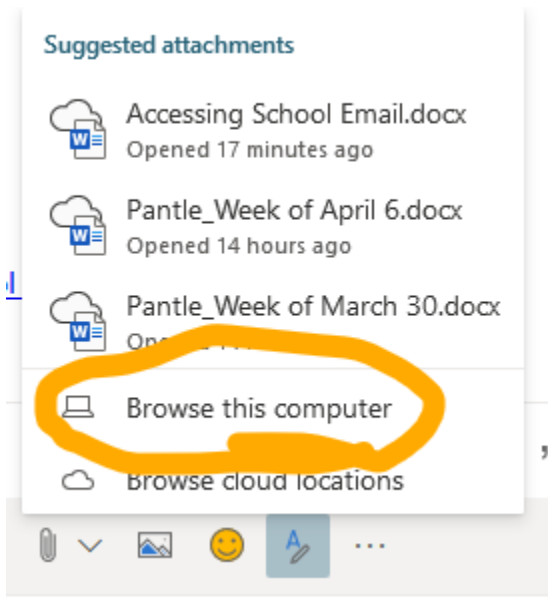 Suggested attachments
Accessing School Email.docx
Opened 17 minutes ago
Pantle_Week of April 6.docx
Opened 14 hours ago
Pantle_Week of March 30.docx
Browse this computer
Browse cloud locations